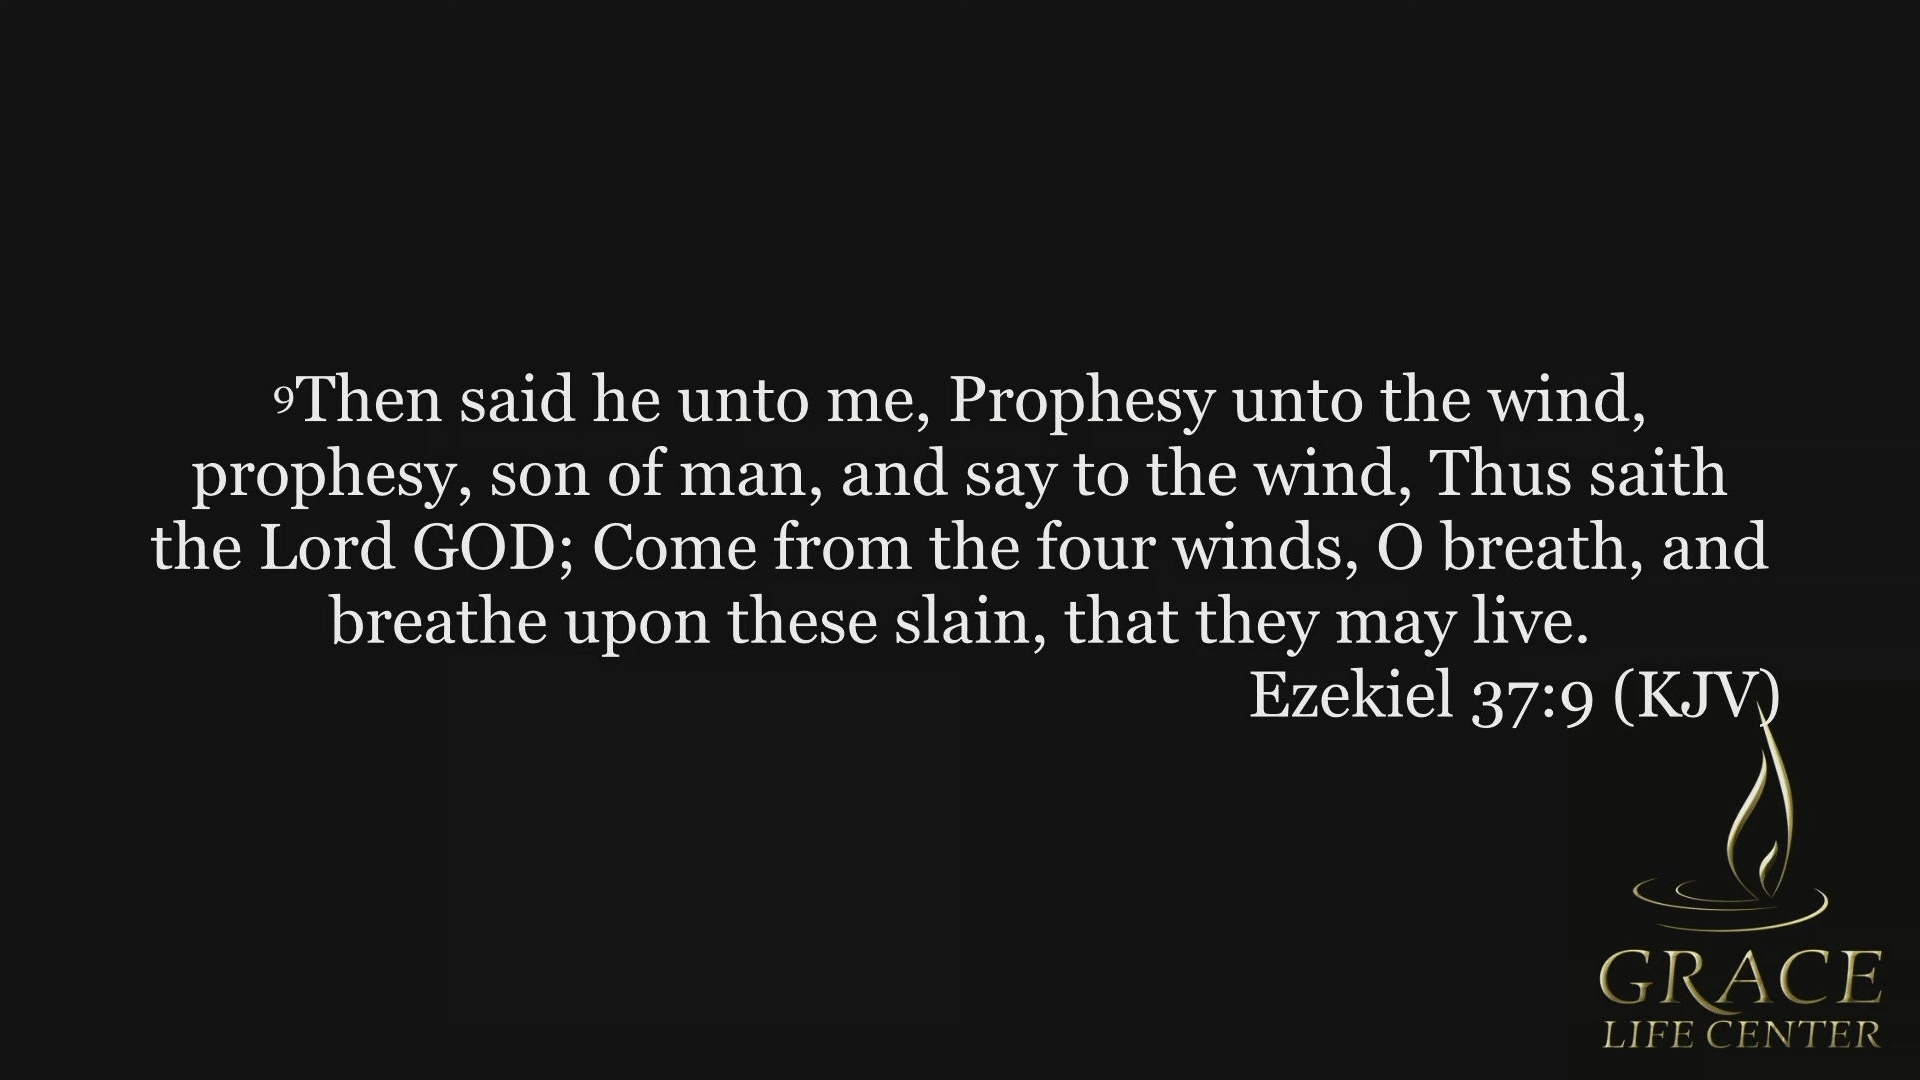 9Then said he unto me, Prophesy unto the wind,
prophesy, son of man, and say to the wind, Thus saith
the Lord GOD; Come from the four winds, O breath, and
breathe upon these slain, that they may live.
Ezekiel 37:9 (KJV)
GRACE
LIFE CENTER